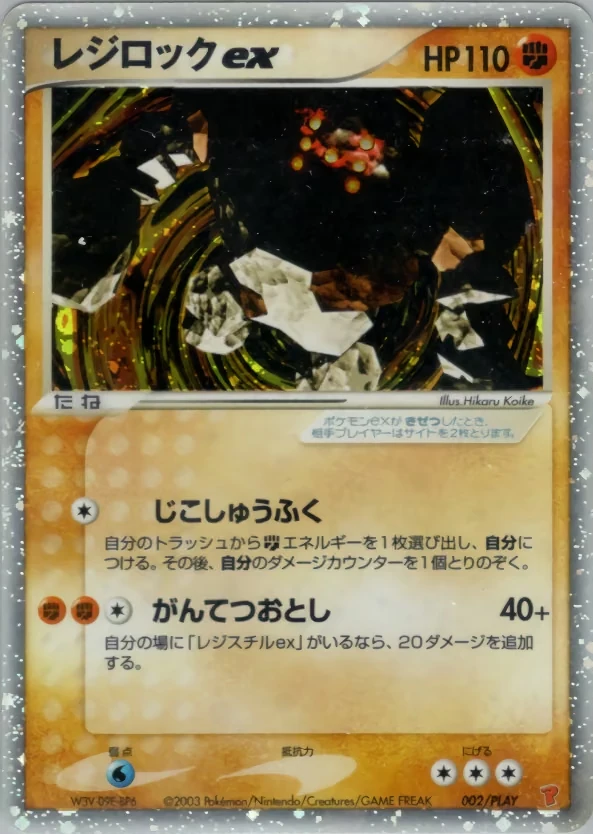 レジロックex HP110
たね
Illus.Hikaru Koike
ポケモンexがきぜつしたとき、
相手プレイヤーはサイドを2枚とります。
じこしゅうふく
自分のトラッシュからエネルギーを1枚選び出し、自分に
つける。その後、自分のダメージカウンターを1個とりのぞく。
がんてつおとし 40+
自分の場に「レジスチルex」がいるなら、20ダメージを追加
する。
弱点 抵抗力 にげる
W3V-09E-BP6 ©2003 Pokémon/Nintendo/Creatures/GAME FREAK 002/PLAY